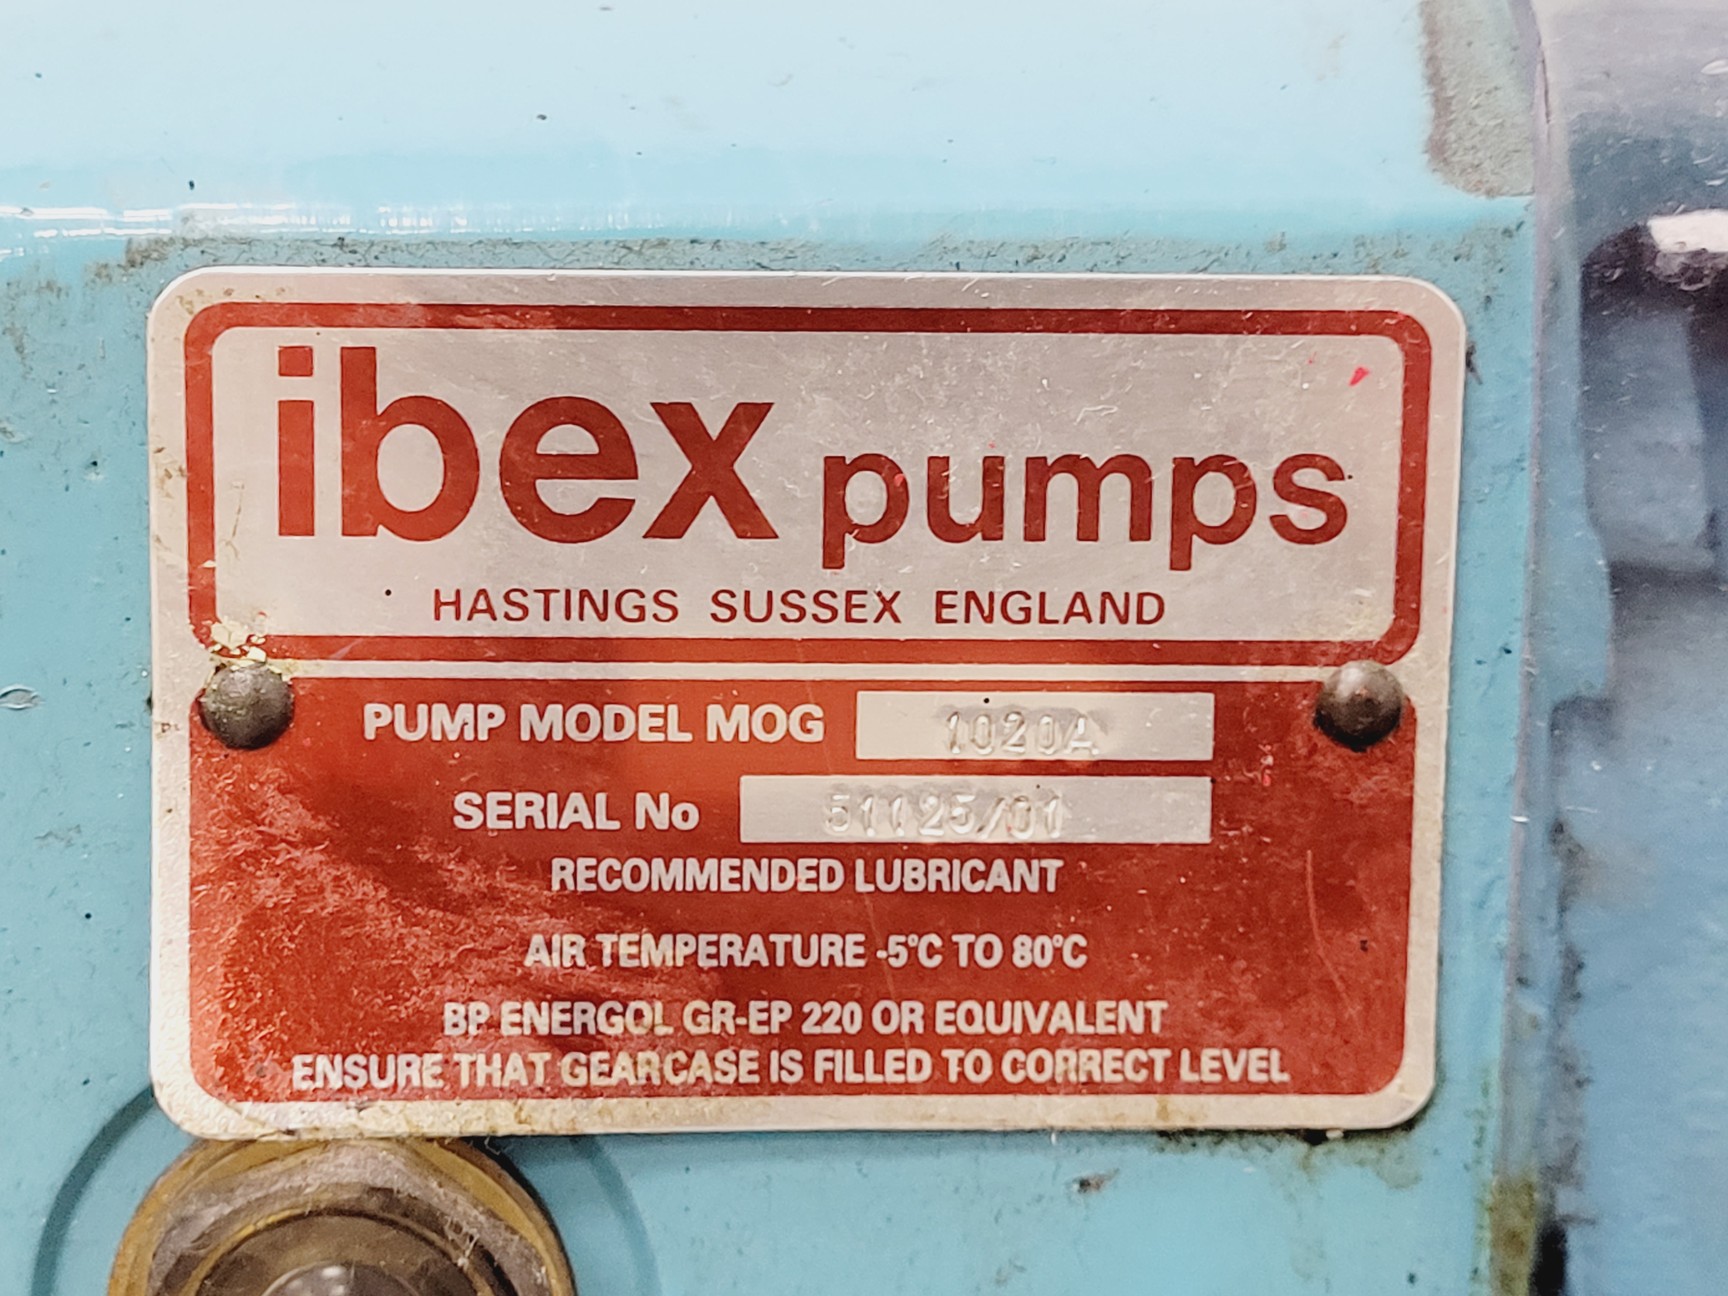 ibex pumps
HASTINGS SUSSEX ENGLAND
PUMP MODEL MOG 1020A
SERIAL No 51125/01
RECOMMENDED LUBRICANT
AIR TEMPERATURE -5°C TO 80°C
BP ENERGOL GR-EP 220 OR EQUIVALENT
ENSURE THAT GEARCASE IS FILLED TO CORRECT LEVEL